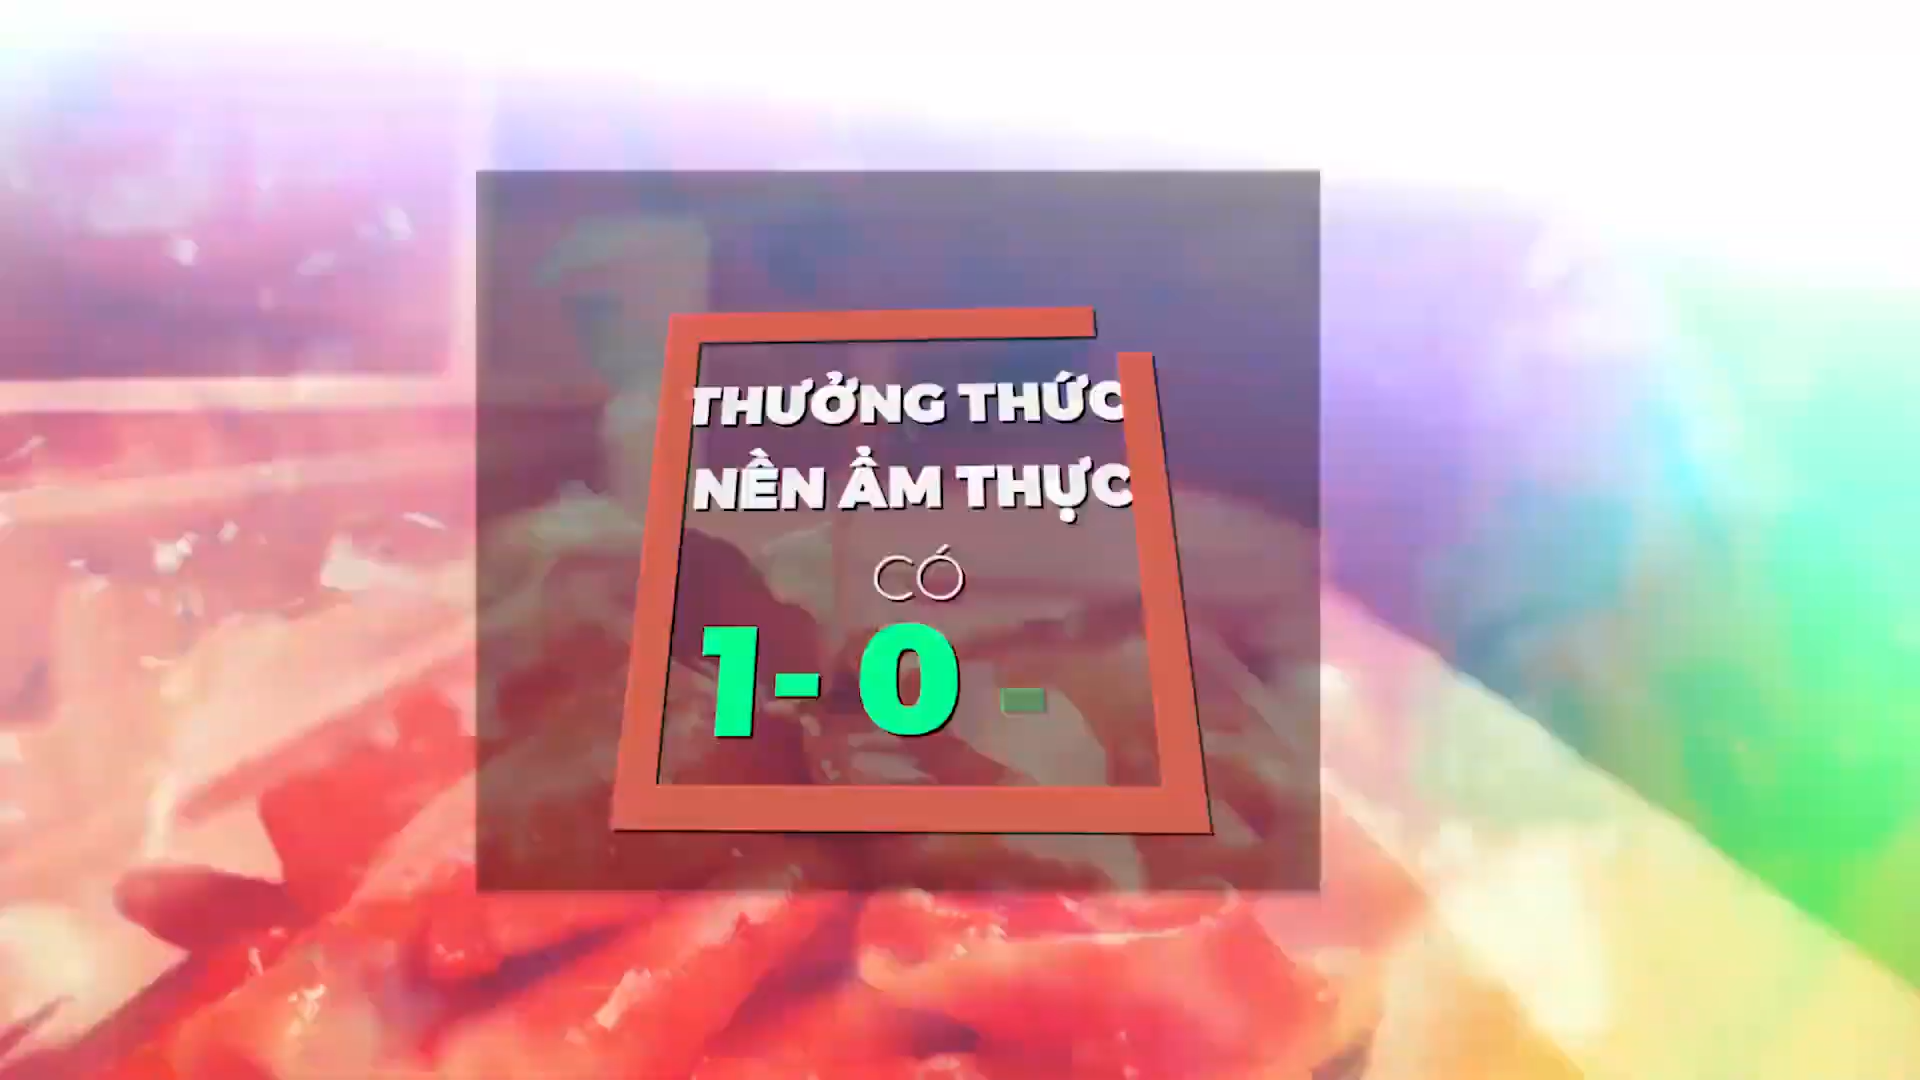 THƯỞNG THỨC
NỀN ẨM THỰC
CÓ
1 - 0 -